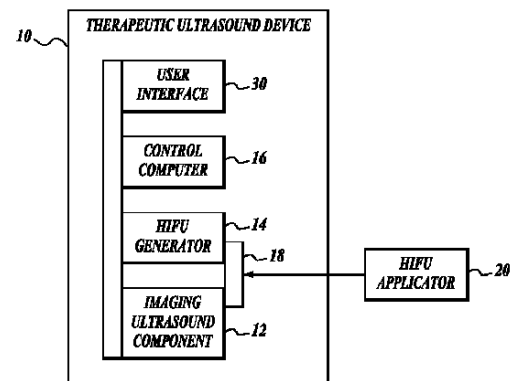 THERAPEUTIC ULTRASOUND DEVICE
10
USER
INTERFACE
30
CONTROL
COMPUTER
16
HIFU
GENERATOR
14
18
HIFU
APPLICATOR
20
IMAGING
ULTRASOUND
COMPONENT
12